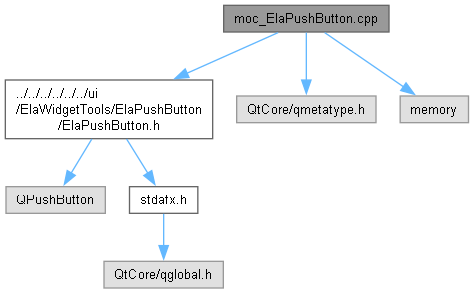 moc_ElaPushButton.cpp
../../../../../../ui
/ElaWidgetTools/ElaPushButton
/ElaPushButton.h
QtCore/qmetatype.h
memory
QPushButton
stdafx.h
QtCore/qglobal.h